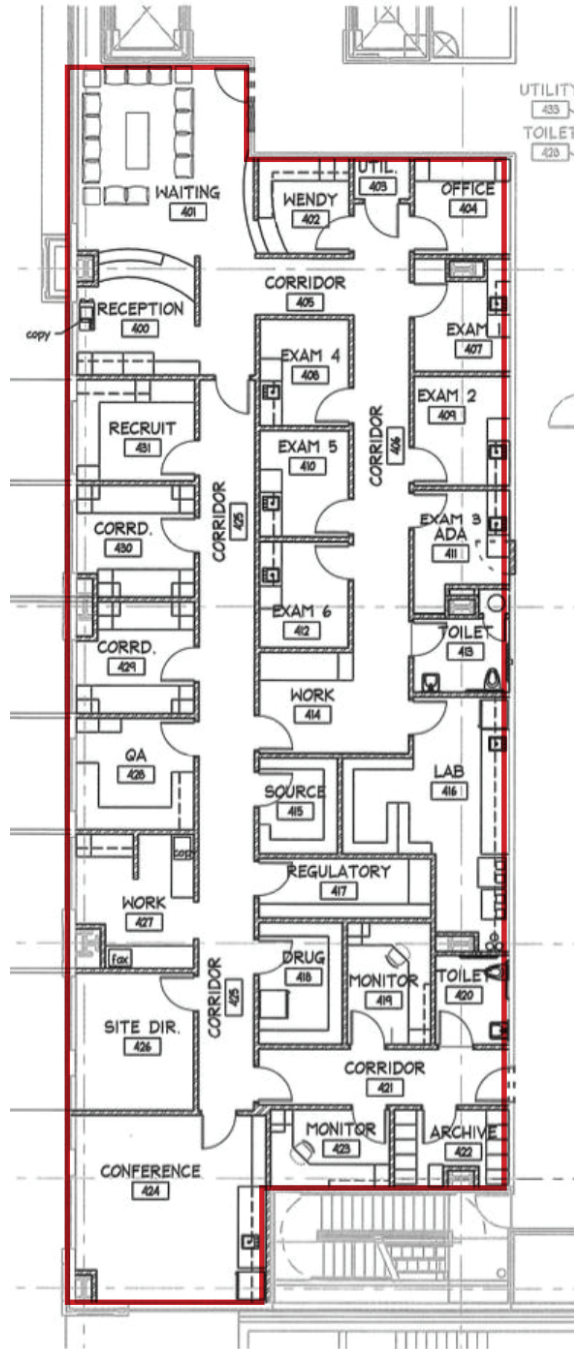 UTILITY
433
TOILET
428
WAITING
401
WENDY
402
UTIL.
403
OFFICE
404
CORRIDOR
405
RECEPTION
400
copy
EXAM 1
407
EXAM 4
408
EXAM 2
409
RECRUIT
431
EXAM 5
410
CORRIDOR
406
CORRIDOR
425
EXAM 3
ADA
411
CORRD.
430
EXAM 6
412
TOILET
413
CORRD.
429
WORK
414
QA
428
SOURCE
415
LAB
416
cop
REGULATORY
417
WORK
427
fax
DRUG
418
MONITOR
419
TOILET
420
CORRIDOR
425
SITE DIR.
426
CORRIDOR
421
MONITOR
423
ARCHIVE
422
CONFERENCE
424